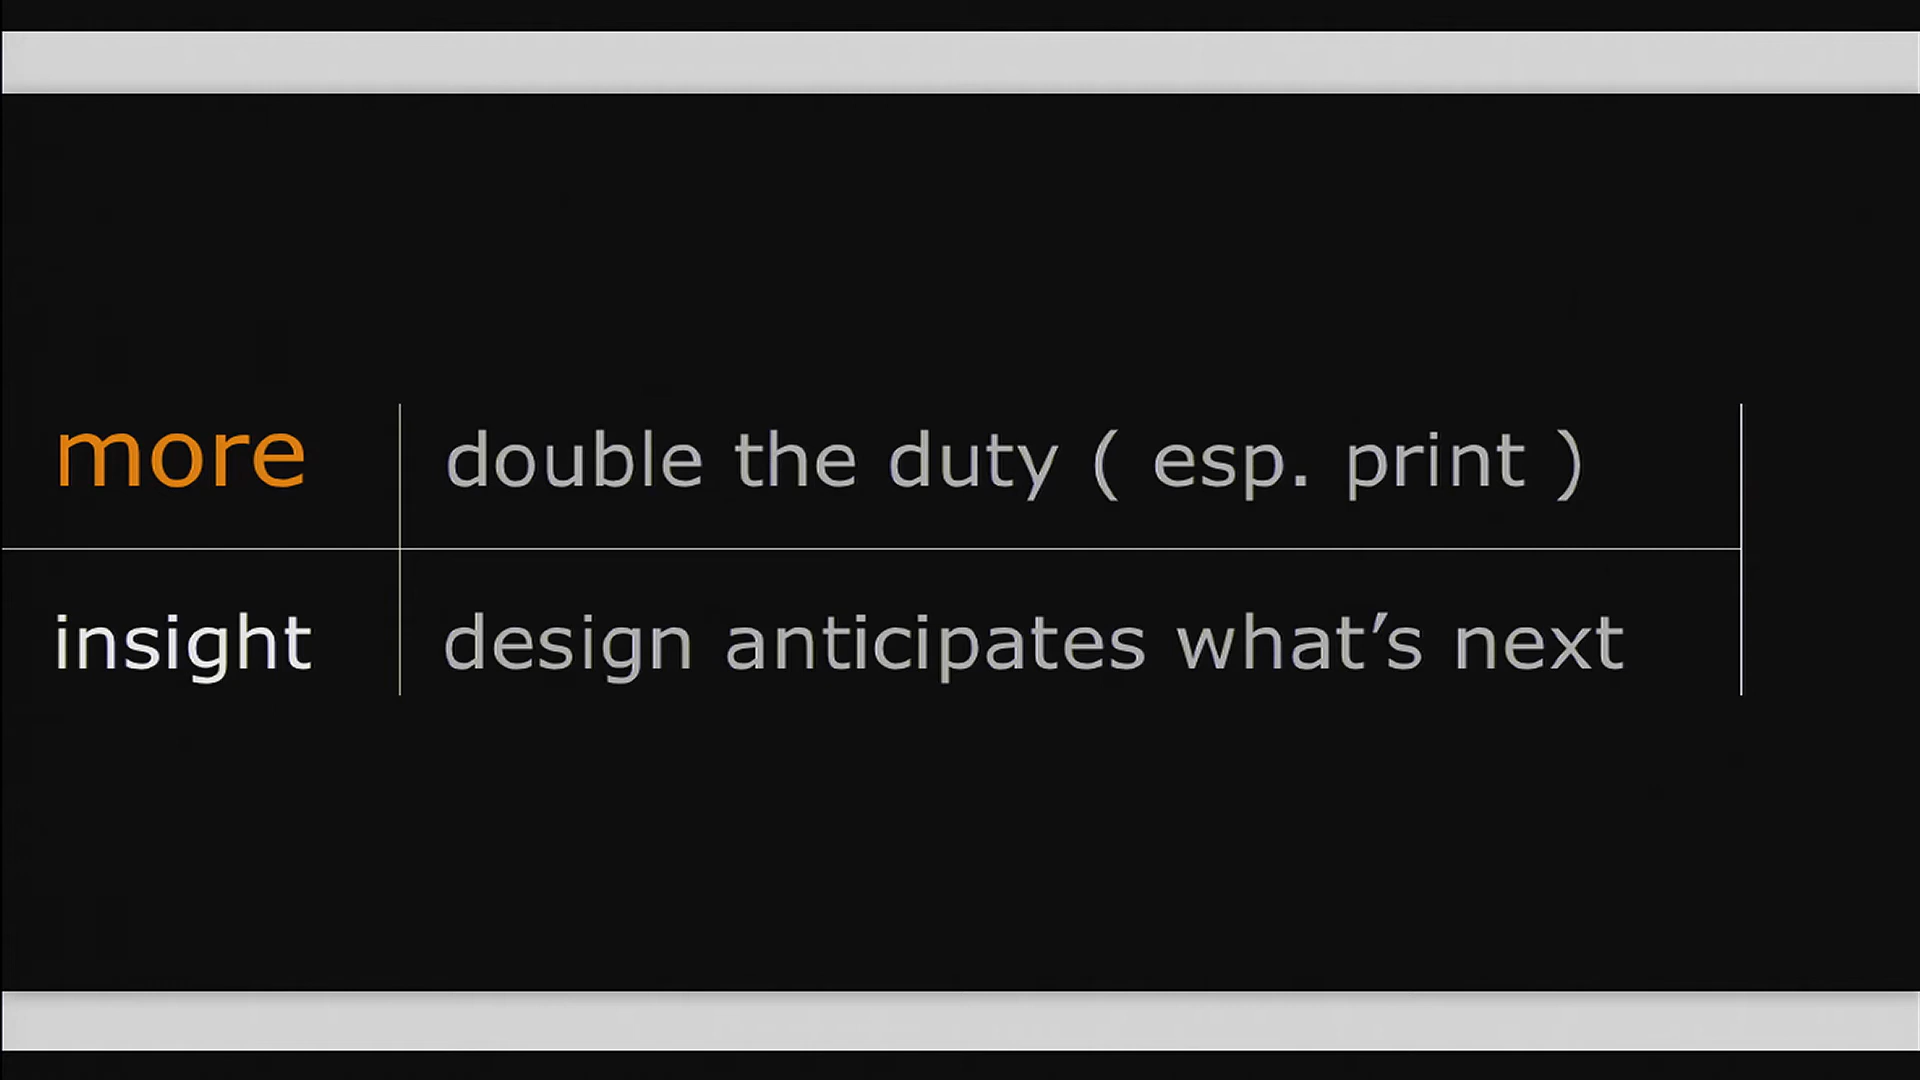 more double the duty ( esp. print )
insight design anticipates what’s next